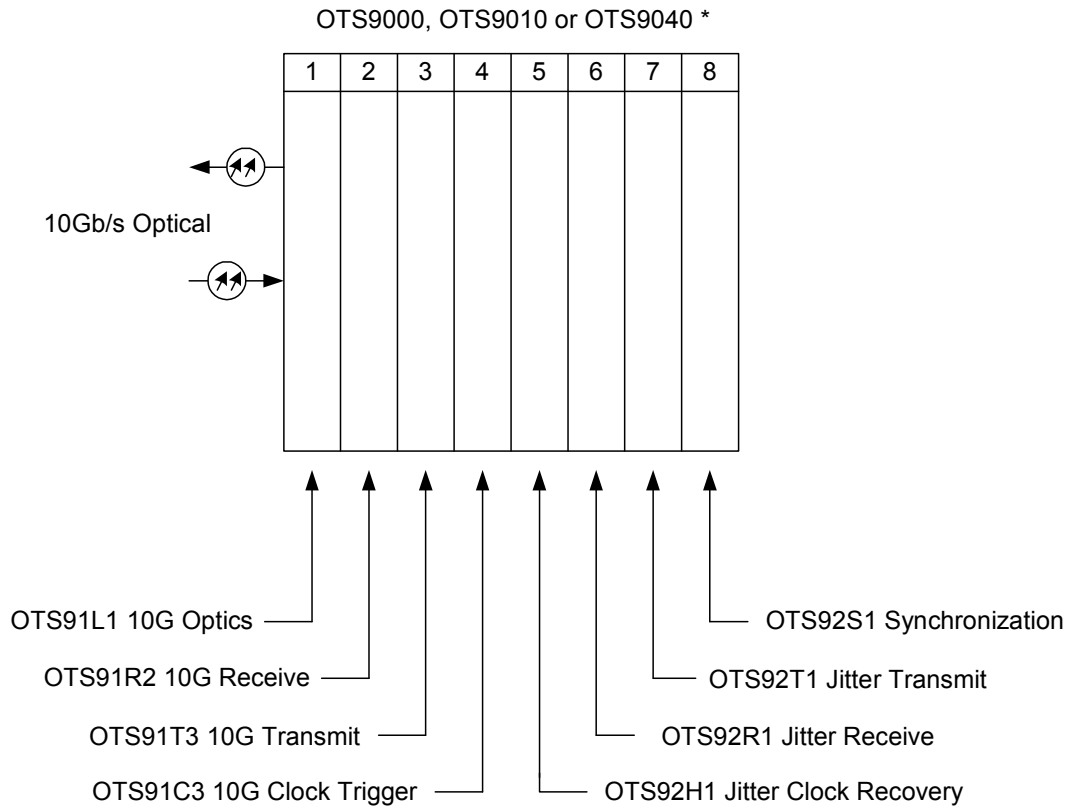 OTS9000, OTS9010 or OTS9040 *
1 2 3 4 5 6 7 8
10Gb/s Optical
OTS91L1 10G Optics
OTS92S1 Synchronization
OTS91R2 10G Receive
OTS92T1 Jitter Transmit
OTS91T3 10G Transmit
OTS92R1 Jitter Receive
OTS91C3 10G Clock Trigger
OTS92H1 Jitter Clock Recovery